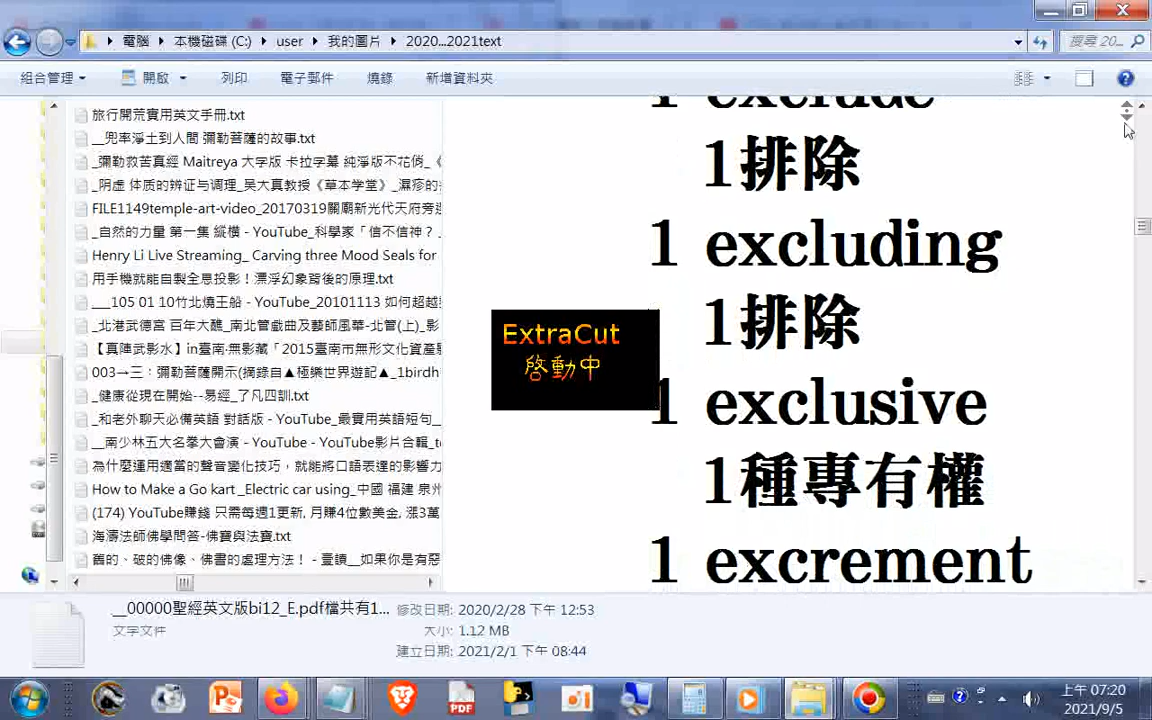 電腦 本機磁碟 (C:) user 我的圖片 2020...2021text
搜尋 20...
組合管理 開啟 列印 電子郵件 燒錄 新增資料夾
旅行開荒實用英文手冊.txt
__兜率淨土到人間 彌勒菩薩的故事.txt
_彌勒救苦真經 Maitreya 大字版 卡拉字幕 純淨版不花俏_《
_阴虚 体质的辨证与调理_吴大真教授《草本学堂》_濕疹的
FILE1149temple-art-video_20170319關廟新光代天府旁邊
_自然的力量 第一集 縱橫 - YouTube_科學家「信不信神？
Henry Li Live Streaming_ Carving three Mood Seals for
用手機就能自製全息投影！漂浮幻象背後的原理.txt
___105 01 10竹北燒王船 - YouTube_20101113 如何超越
_北港武德宮 百年大醮_南北管戲曲及藝師風華-北管(上)_影
【真陣武影水】in臺南·無影藏「2015臺南市無形文化資產
003→三：彌勒菩薩開示(摘錄自▲極樂世界遊記▲_1birdh
_健康從現在開始--易經_了凡四訓.txt
_和老外聊天必備英語 對話版 - YouTube_最實用英語短句__
__南少林五大名拳大會演 - YouTube - YouTube影片合輯_
為什麼運用適當的聲音變化技巧，就能將口語表達的影響力
How to Make a Go kart _Electric car using_中國 福建 泉州
(174) YouTube賺錢 只需每週1更新, 月賺4位數美金, 漲3萬
海濤法師佛學問答-佛寶與法寶.txt
舊的、破的佛像、佛書的處理方法！ - 壹讀__如果你是有惡
1 exclude
1排除
1 excluding
1排除
ExtraCut
啓動中
1 exclusive
1種專有權
1 excrement
__00000聖經英文版bi12_E.pdf檔共有1... 修改日期: 2020/2/28 下午 12:53
文字文件 大小: 1.12 MB
建立日期: 2021/2/1 下午 08:44
PDF
上午 07:20
2021/9/5